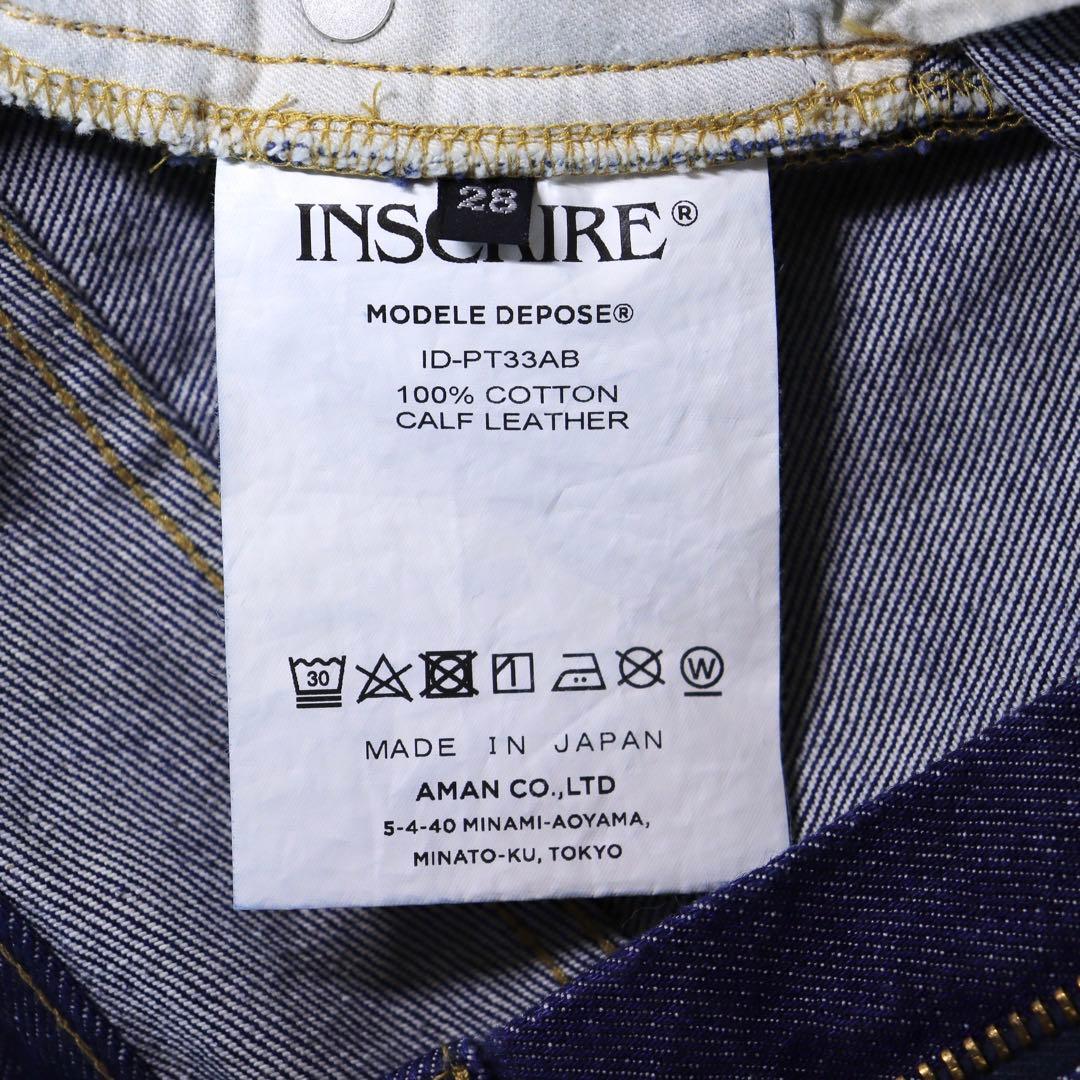 28
INSCRIRE®
MODELE DEPOSE®
ID-PT33AB
100% COTTON
CALF LEATHER
30
W
MADE IN JAPAN
AMAN CO.,LTD
5-4-40 MINAMI-AOYAMA,
MINATO-KU, TOKYO